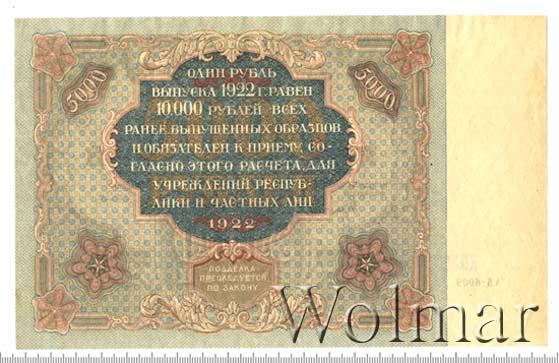 5000
5000
ОДИН РУБЛЬ
ВЫПУСКА 1922 Г. РАВЕН
10.000 РУБЛЕЙ ВСЕХ
РАНЕЕ ВЫПУЩЕННЫХ ОБРАЗЦОВ
И ОБЯЗАТЕЛЕН К ПРИЕМУ, СО-
ГЛАСНО ЭТОГО РАСЧЕТА, ДЛЯ
УЧРЕЖДЕНИЙ РЕСПУБ-
ЛИКИ И ЧАСТНЫХ ЛИЦ.
1922
ПОДДЕЛКА
ПРЕСЛЕДУЕТСЯ
ПО ЗАКОНУ
Wolmar